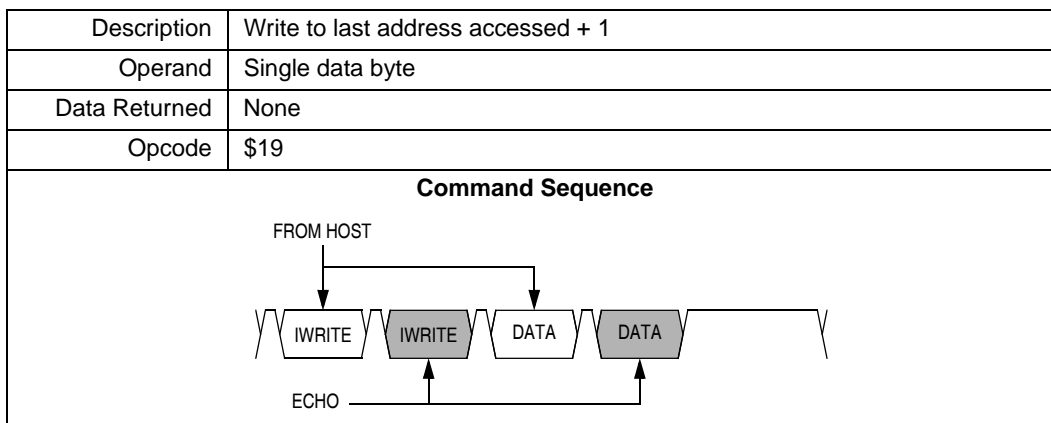 Description Write to last address accessed + 1
Operand Single data byte
Data Returned None
Opcode $19
Command Sequence
FROM HOST
IWRITE IWRITE DATA DATA
ECHO